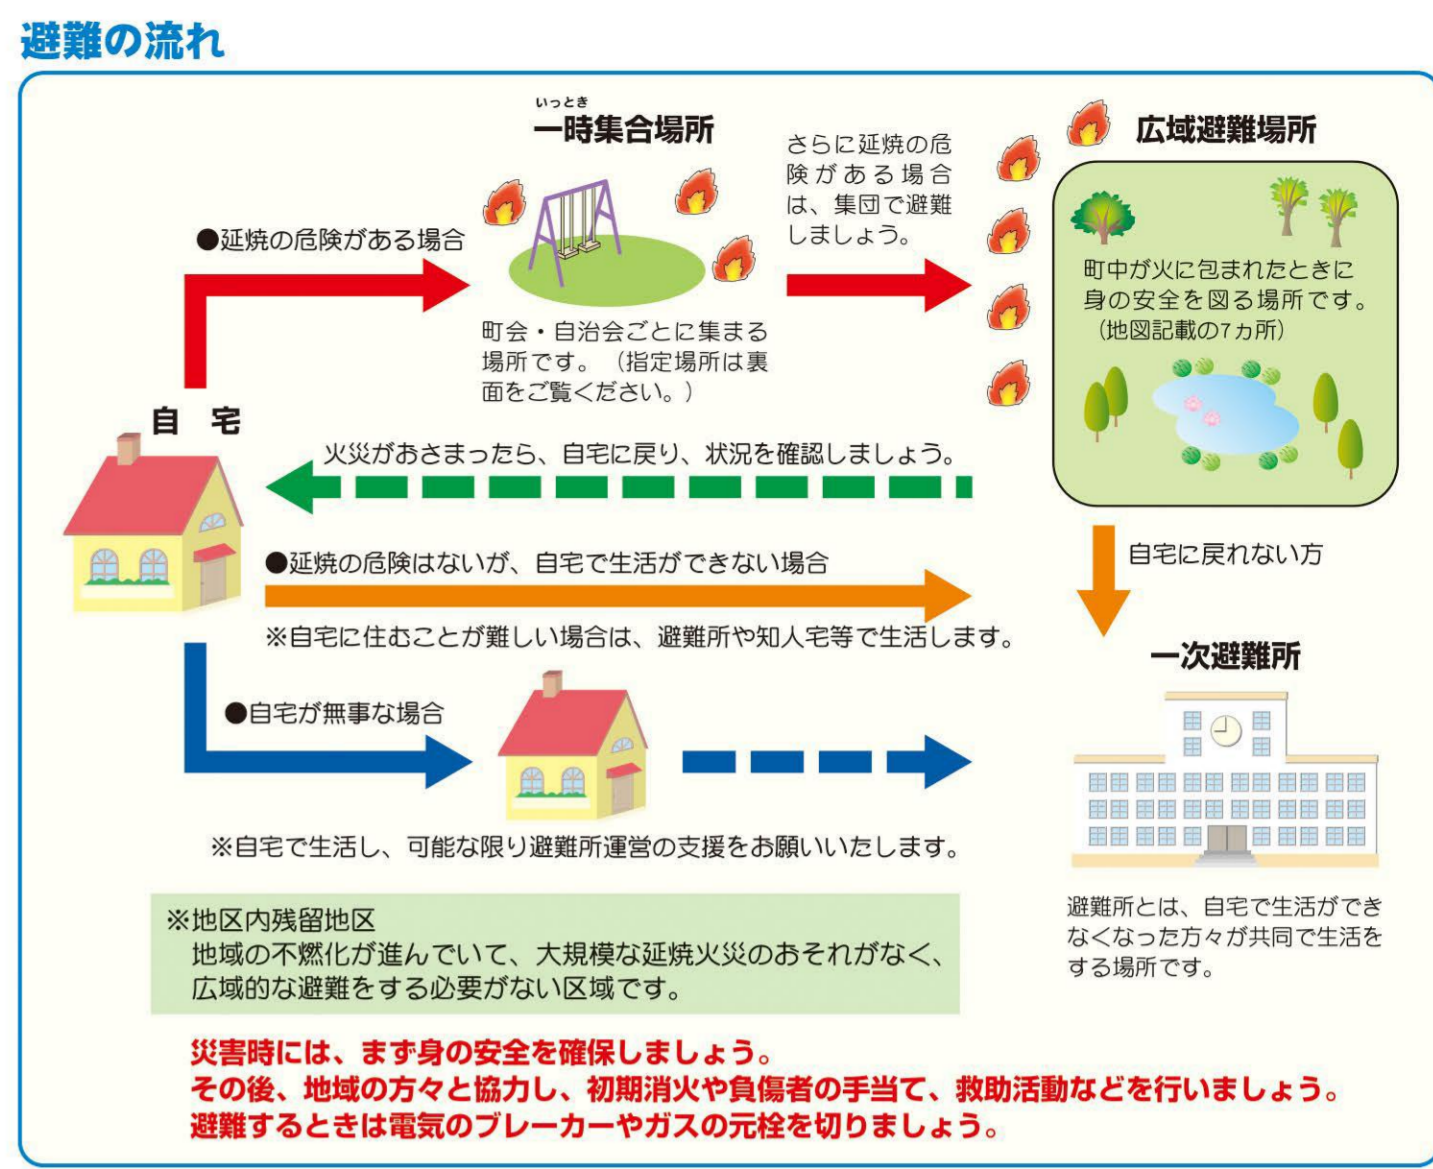 避難の流れ
いっとき
一時集合場所
●延焼の危険がある場合
町会・自治会ごとに集まる
場所です。（指定場所は裏
面をご覧ください。）
さらに延焼の危
険がある場合
は、集団で避難
しましょう。
広域避難場所
町中が火に包まれたときに
身の安全を図る場所です。
（地図記載の7ヵ所）
自　宅
火災がおさまったら、自宅に戻り、状況を確認しましょう。
●延焼の危険はないが、自宅で生活ができない場合
※自宅に住むことが難しい場合は、避難所や知人宅等で生活します。
自宅に戻れない方
●自宅が無事な場合
※自宅で生活し、可能な限り避難所運営の支援をお願いいたします。
一次避難所
避難所とは、自宅で生活ができ
なくなった方々が共同で生活を
する場所です。
※地区内残留地区
地域の不燃化が進んでいて、大規模な延焼火災のおそれがなく、
広域的な避難をする必要がない区域です。
災害時には、まず身の安全を確保しましょう。
その後、地域の方々と協力し、初期消火や負傷者の手当て、救助活動などを行いましょう。
避難するときは電気のブレーカーやガスの元栓を切りましょう。